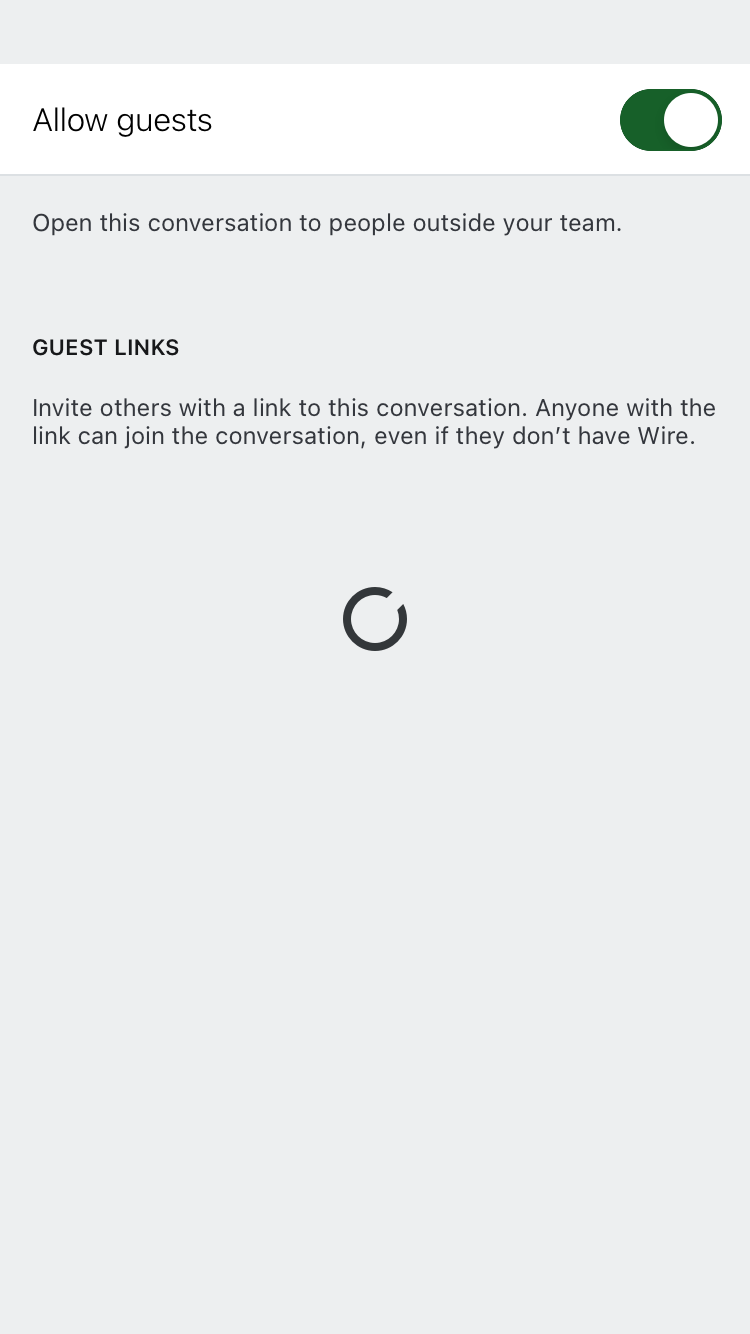 Allow guests
Open this conversation to people outside your team.
GUEST LINKS
Invite others with a link to this conversation. Anyone with the
link can join the conversation, even if they don’t have Wire.